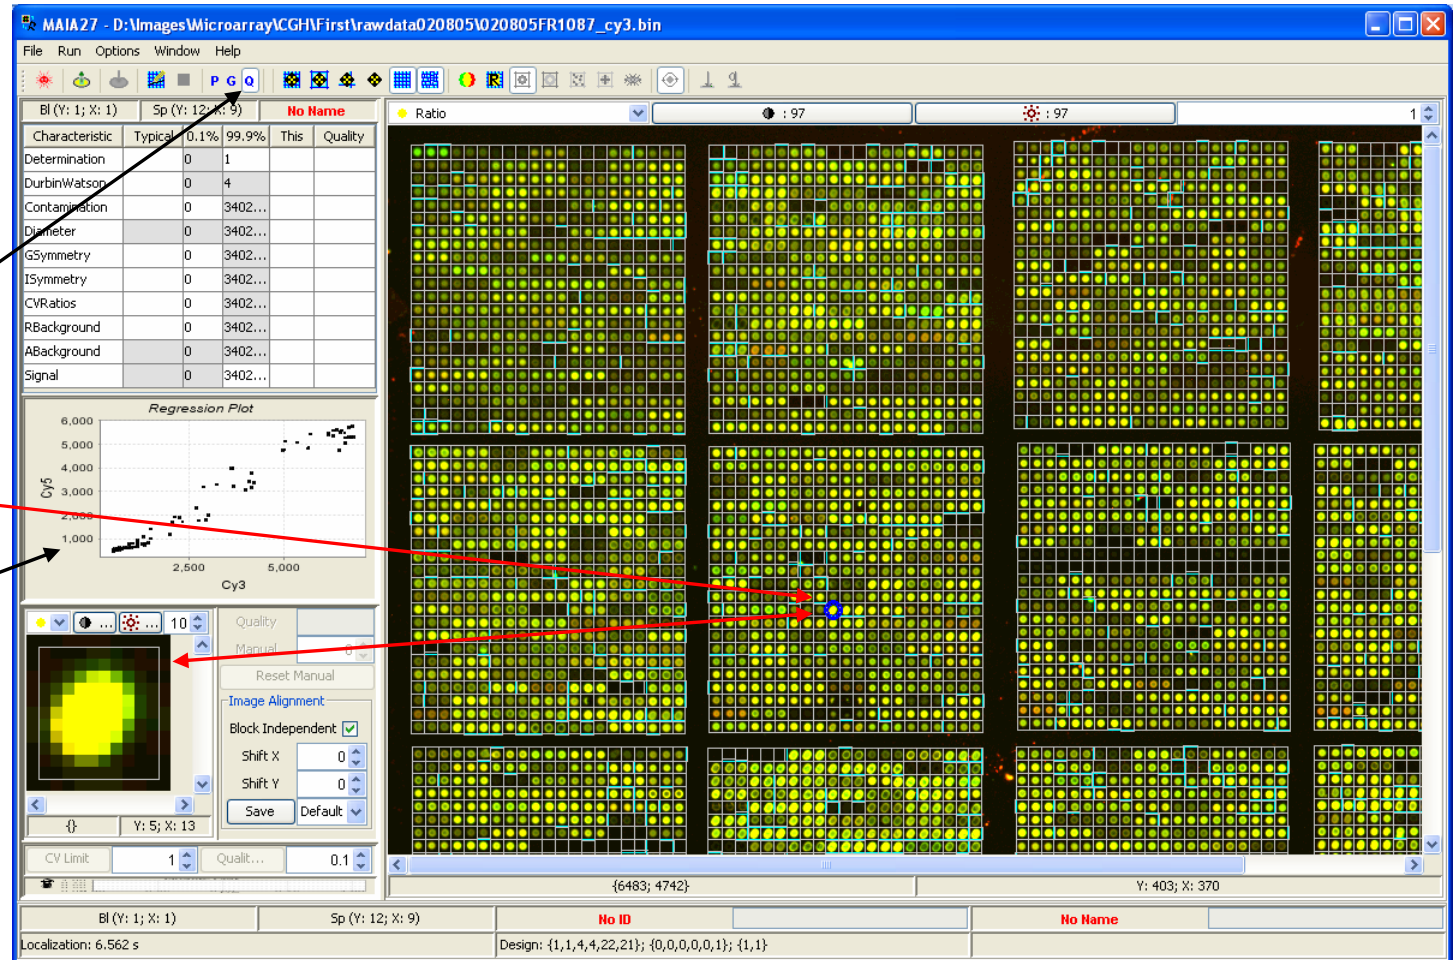 MAIA27 - D:\Images\Microarray\CGH\First\rawdata020805\020805FR1087_cy3.bin
File Run Options Window Help
P G Q
Bl (Y: 1; X: 1) Sp (Y: 12; X: 9) No Name
Ratio : 97 : 97 1
Characteristic Typical 0.1% 99.9% This Quality
Determination 0 1
DurbinWatson 0 4
Contamination 0 3402...
Diameter 0 3402...
GSymmetry 0 3402...
ISymmetry 0 3402...
CVRatios 0 3402...
RBackground 0 3402...
ABackground 0 3402...
Signal 0 3402...
Regression Plot
6,000
5,000
4,000
3,000
2,000
1,000
Cy5
2,500 5,000
Cy3
... ... 10
Quality
Manual 0
Reset Manual
Image Alignment
Block Independent
Shift X 0
Shift Y 0
Save Default
{} Y: 5; X: 13
CV Limit 1 Qualit... 0.1
{6483; 4742} Y: 403; X: 370
Bl (Y: 1; X: 1) Sp (Y: 12; X: 9) No ID No Name
Localization: 6.562 s Design: {1,1,4,4,22,21}; {0,0,0,0,0,1}; {1,1}